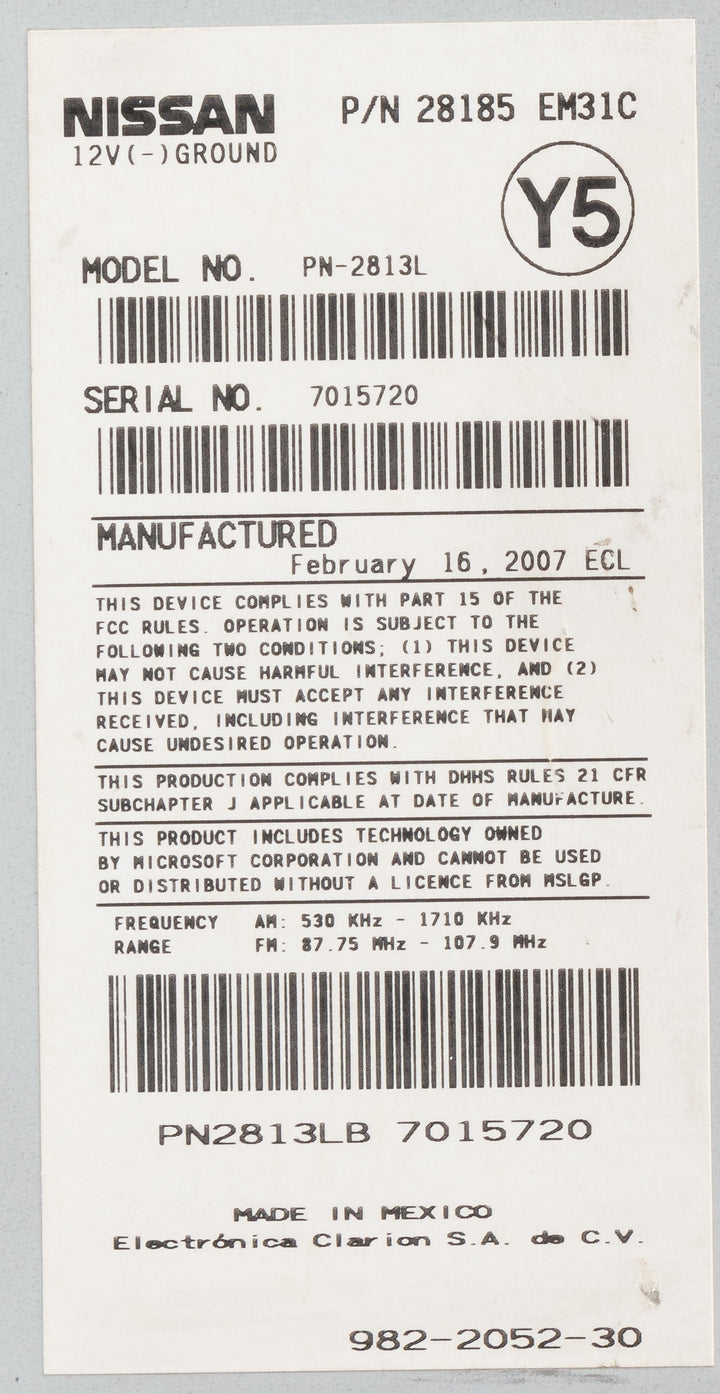 NISSAN P/N 28185 EM31C
12V(-)GROUND
Y5
MODEL NO. PN-2813L
SERIAL NO. 7015720
MANUFACTURED
February 16, 2007 ECL
THIS DEVICE COMPLIES WITH PART 15 OF THE
FCC RULES. OPERATION IS SUBJECT TO THE
FOLLOWING TWO CONDITIONS; (1) THIS DEVICE
MAY NOT CAUSE HARMFUL INTERFERENCE, AND (2)
THIS DEVICE MUST ACCEPT ANY INTERFERENCE
RECEIVED, INCLUDING INTERFERENCE THAT MAY
CAUSE UNDESIRED OPERATION.
THIS PRODUCTION COMPLIES WITH DHHS RULES 21 CFR
SUBCHAPTER J APPLICABLE AT DATE OF MANUFACTURE.
THIS PRODUCT INCLUDES TECHNOLOGY OWNED
BY MICROSOFT CORPORATION AND CANNOT BE USED
OR DISTRIBUTED WITHOUT A LICENCE FROM MSLGP.
FREQUENCY AM: 530 KHz - 1710 KHz
RANGE FM: 87.75 MHz - 107.9 MHz
PN2813LB 7015720
MADE IN MEXICO
Electrónica Clarion S.A. de C.V.
982-2052-30